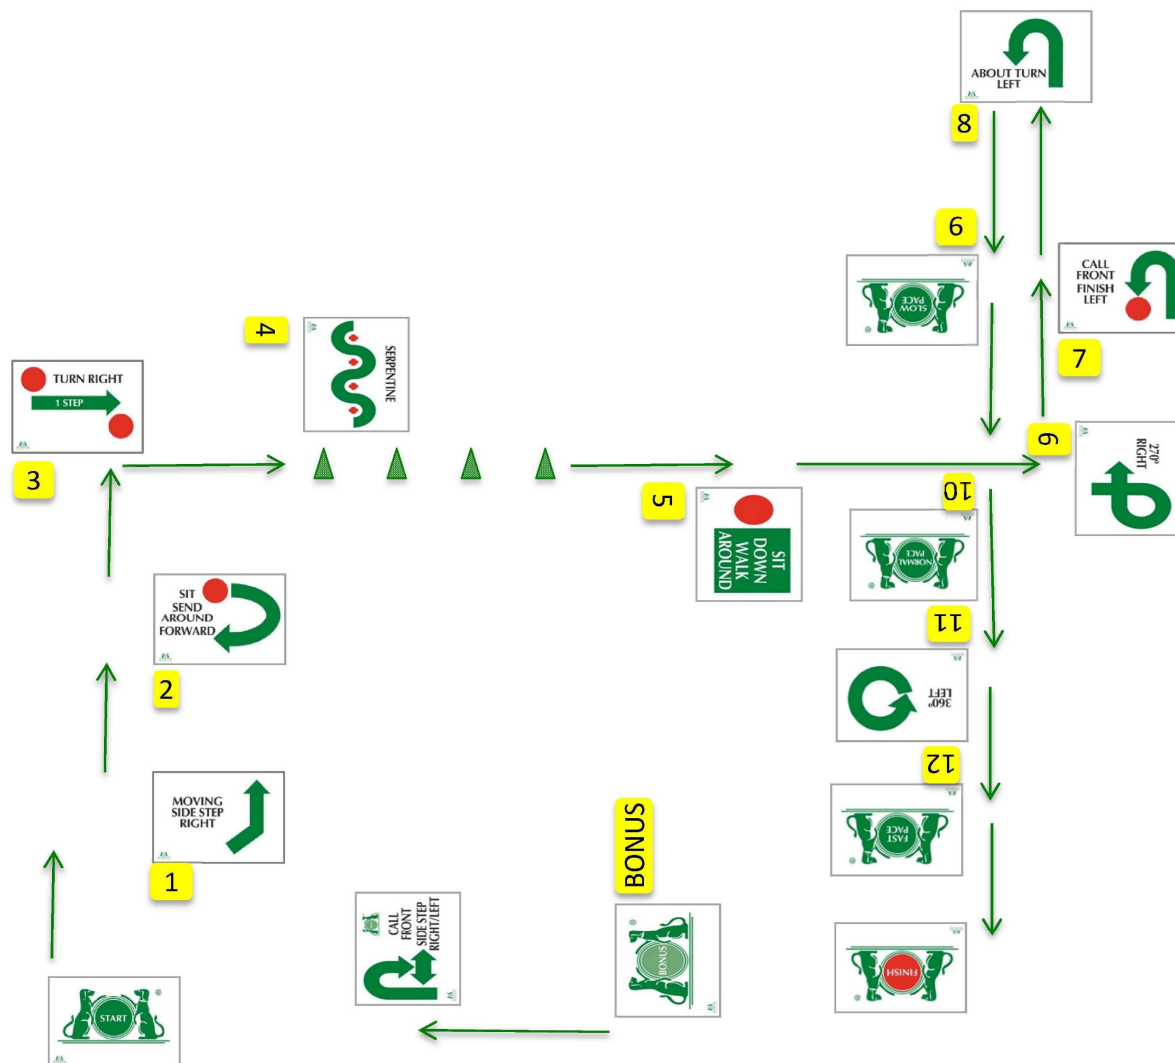 START
1
MOVING
SIDE STEP
RIGHT
2
SIT
SEND
AROUND
FORWARD
3
TURN RIGHT
1 STEP
4
SERPENTINE
5
SIT
DOWN
WALK
AROUND
6
270º
RIGHT
7
CALL
FRONT
FINISH
LEFT
8
ABOUT TURN
LEFT
9
SLOW
PACE
10
NORMAL
PACE
11
360º
LEFT
12
FAST
PACE
FINISH
BONUS
BONUS
CALL
FRONT
SIDE STEP
RIGHT/LEFT